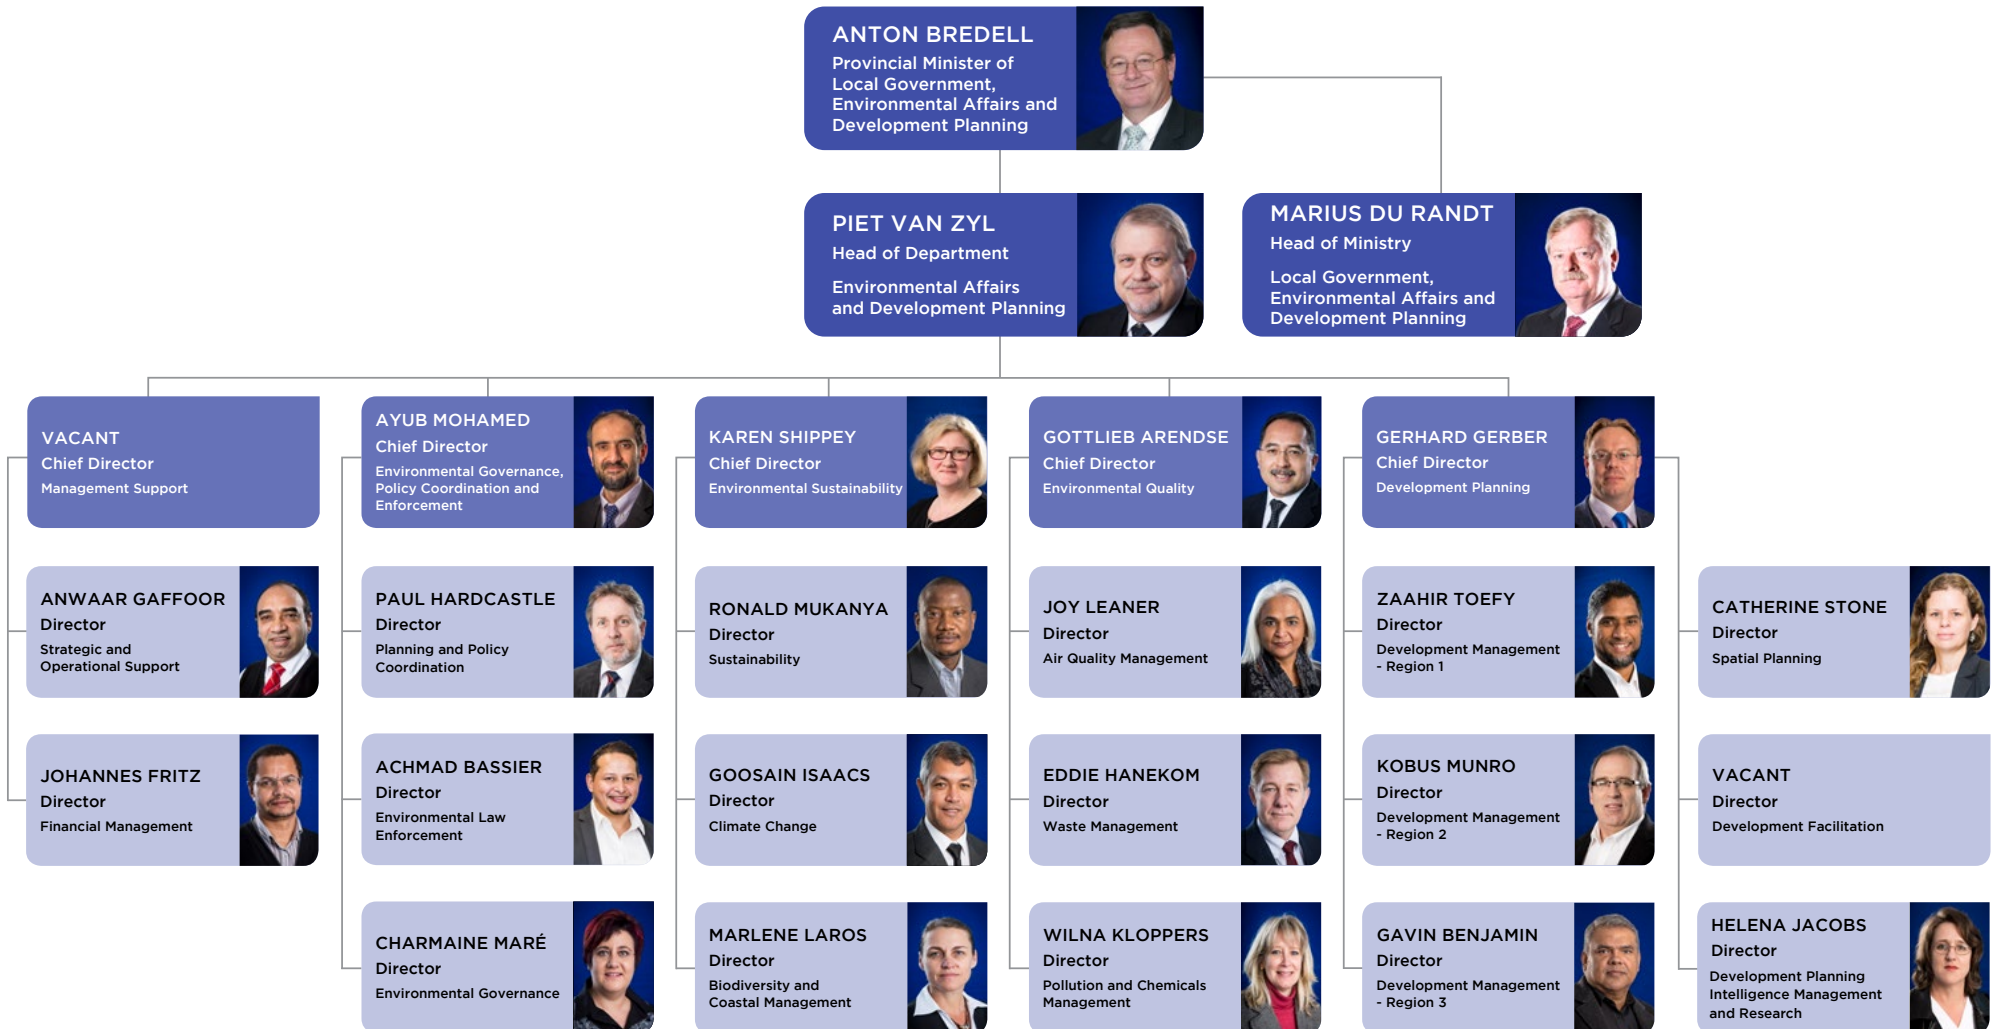 ANTON BREDELL
Provincial Minister of
Local Government,
Environmental Affairs and
Development Planning
PIET VAN ZYL
Head of Department
Environmental Affairs
and Development Planning
MARIUS DU RANDT
Head of Ministry
Local Government,
Environmental Affairs and
Development Planning
VACANT
Chief Director
Management Support
AYUB MOHAMED
Chief Director
Environmental Governance,
Policy Coordination and
Enforcement
KAREN SHIPPEY
Chief Director
Environmental Sustainability
GOTTLIEB ARENDSE
Chief Director
Environmental Quality
GERHARD GERBER
Chief Director
Development Planning
ANWAAR GAFFOOR
Director
Strategic and
Operational Support
PAUL HARDCASTLE
Director
Planning and Policy
Coordination
RONALD MUKANYA
Director
Sustainability
JOY LEANER
Director
Air Quality Management
ZAAHIR TOEFY
Director
Development Management
- Region 1
CATHERINE STONE
Director
Spatial Planning
JOHANNES FRITZ
Director
Financial Management
ACHMAD BASSIER
Director
Environmental Law
Enforcement
GOOSAIN ISAACS
Director
Climate Change
EDDIE HANEKOM
Director
Waste Management
KOBUS MUNRO
Director
Development Management
- Region 2
VACANT
Director
Development Facilitation
CHARMAINE MARÉ
Director
Environmental Governance
MARLENE LAROS
Director
Biodiversity and
Coastal Management
WILNA KLOPPERS
Director
Pollution and Chemicals
Management
GAVIN BENJAMIN
Director
Development Management
- Region 3
HELENA JACOBS
Director
Development Planning
Intelligence Management
and Research